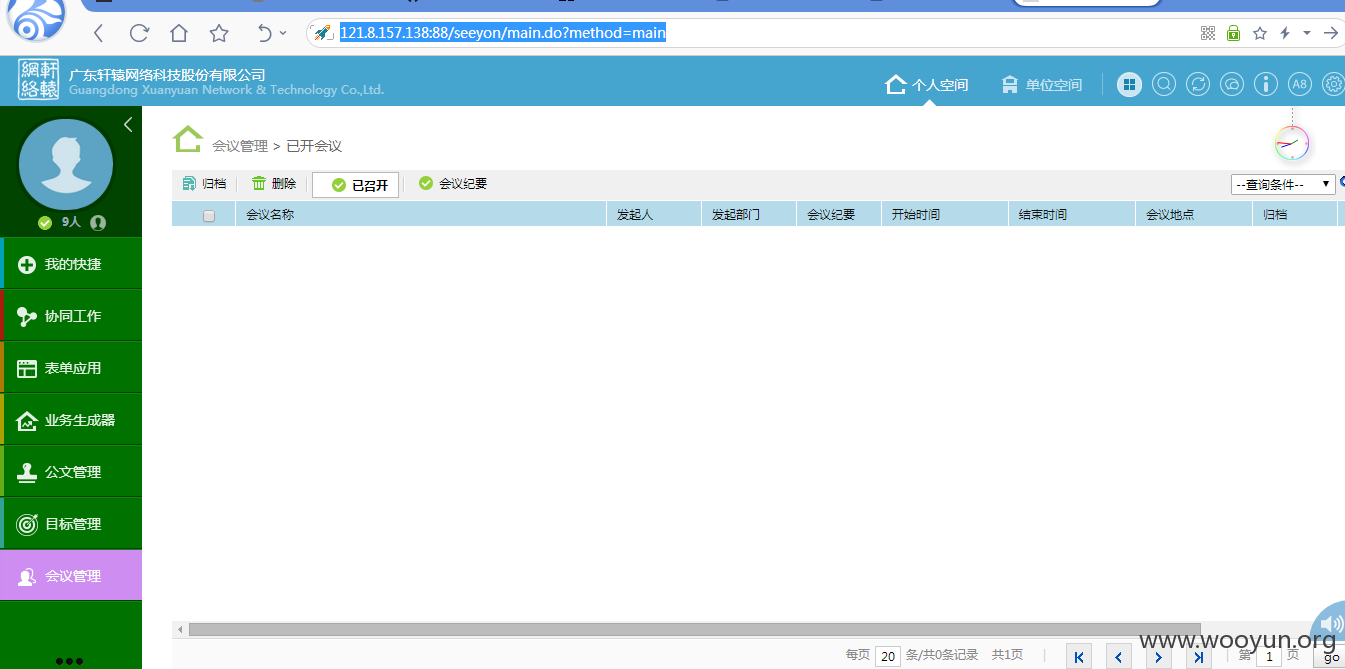 121.8.157.138:88/seeyon/main.do?method=main
網軒
絡轅
广东轩辕网络科技股份有限公司
Guangdong Xuanyuan Network & Technology Co.,Ltd.
个人空间
单位空间
A8
9人
会议管理 > 已开会议
归档
删除
已召开
会议纪要
--查询条件--
会议名称
发起人
发起部门
会议纪要
开始时间
结束时间
会议地点
归档
我的快捷
协同工作
表单应用
业务生成器
公文管理
目标管理
会议管理
每页 20 条/共0条记录 共1页
第 1 页
go
www.wooyun.org